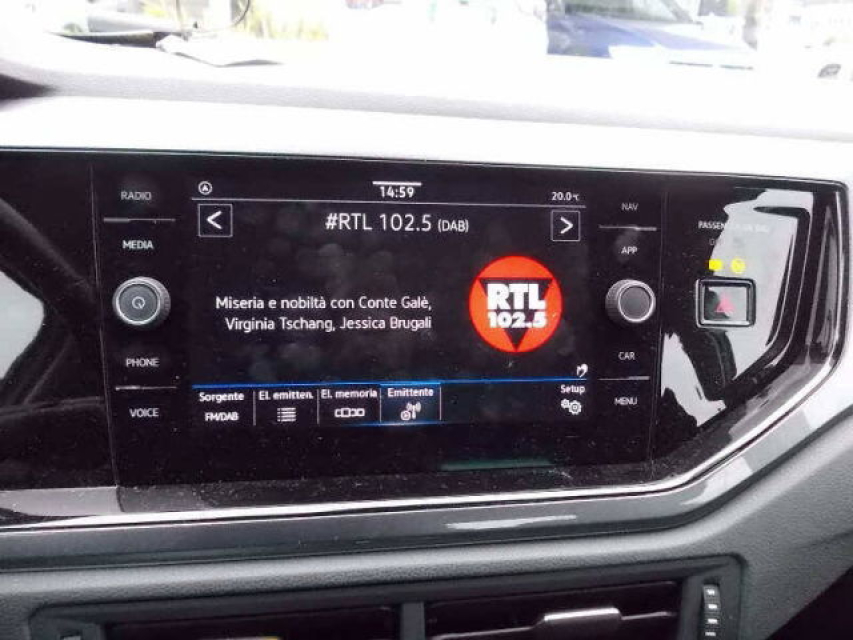 RADIO
MEDIA
PHONE
VOICE
14:59
20.0°C
#RTL 102.5 (DAB)
Miseria e nobiltà con Conte Galè,
Virginia Tschang, Jessica Brugali
RTL
102.5
Sorgente
FM/DAB
El. emitten.
El. memoria
Emittente
Setup
NAV
APP
CAR
MENU